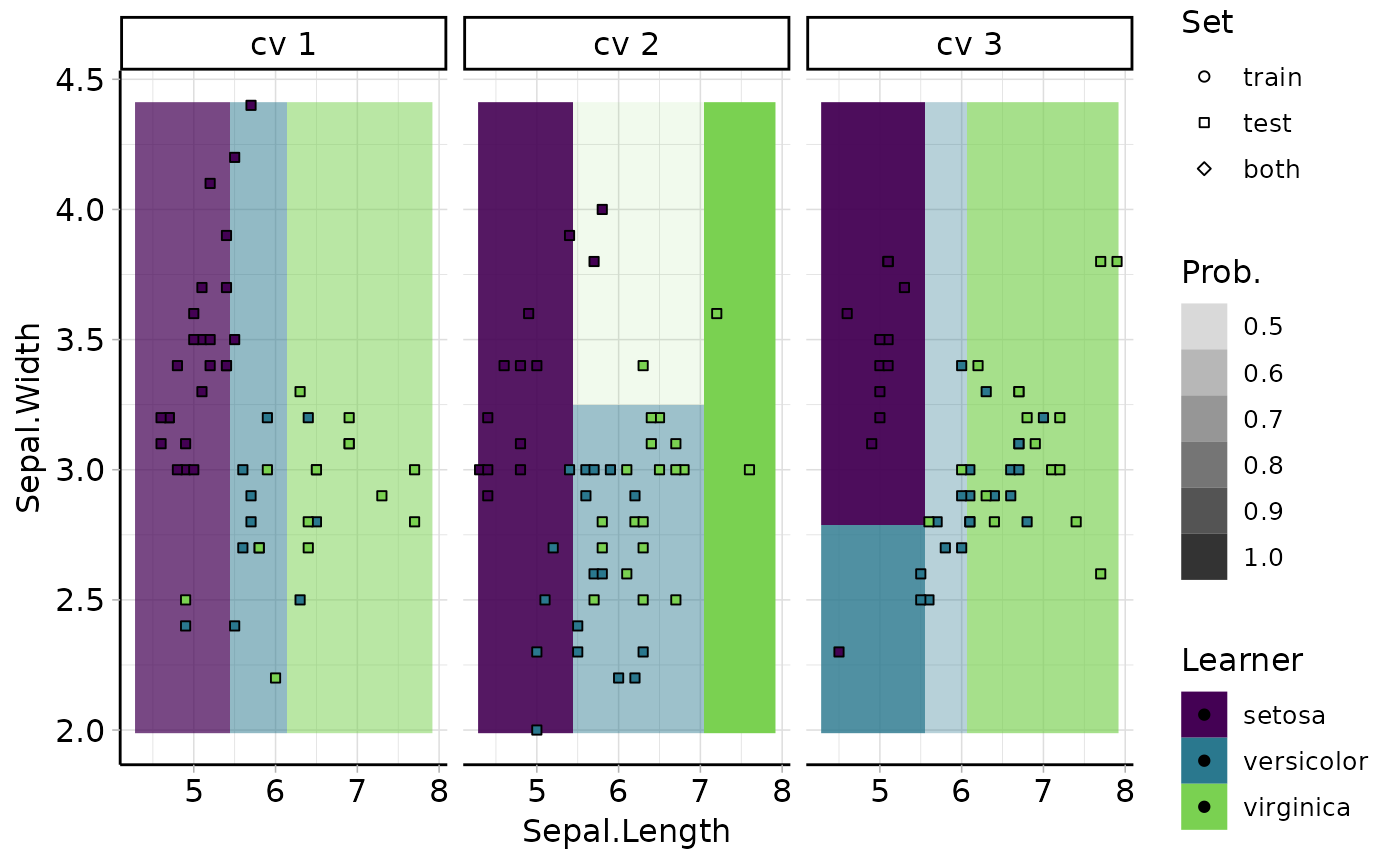 cv 1
cv 2
cv 3
4.5
4.0
3.5
3.0
2.5
2.0
Sepal.Width
5 6 7 8
5 6 7 8
5 6 7 8
Sepal.Length
Set
train
test
both
Prob.
0.5
0.6
0.7
0.8
0.9
1.0
Learner
setosa
versicolor
virginica